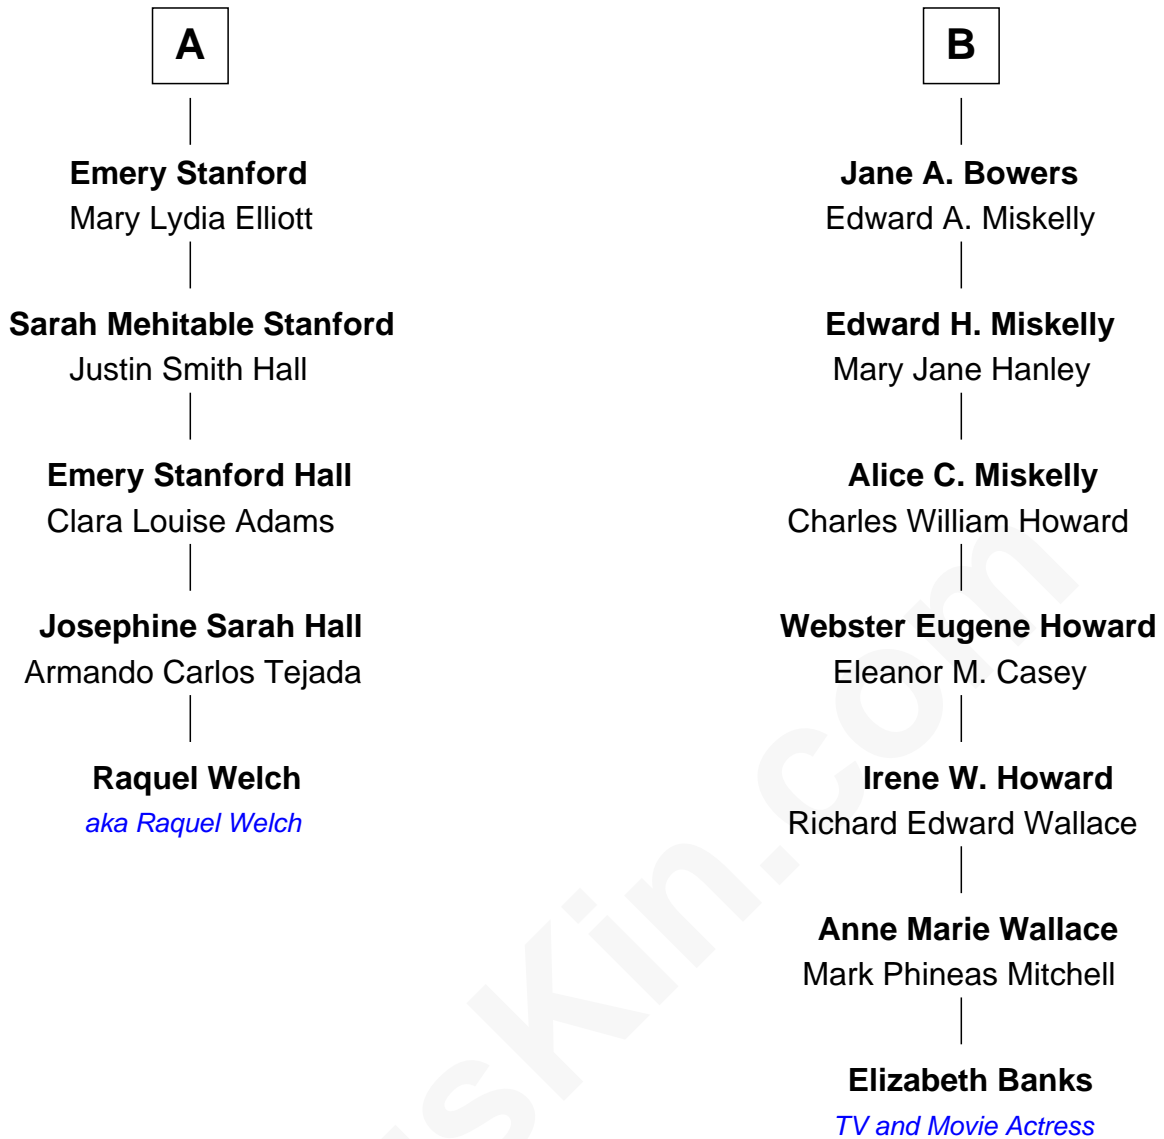 A
Emery Stanford
Mary Lydia Elliott
Sarah Mehitable Stanford
Justin Smith Hall
Emery Stanford Hall
Clara Louise Adams
Josephine Sarah Hall
Armando Carlos Tejada
Raquel Welch
aka Raquel Welch
B
Jane A. Bowers
Edward A. Miskelly
Edward H. Miskelly
Mary Jane Hanley
Alice C. Miskelly
Charles William Howard
Webster Eugene Howard
Eleanor M. Casey
Irene W. Howard
Richard Edward Wallace
Anne Marie Wallace
Mark Phineas Mitchell
Elizabeth Banks
TV and Movie Actress